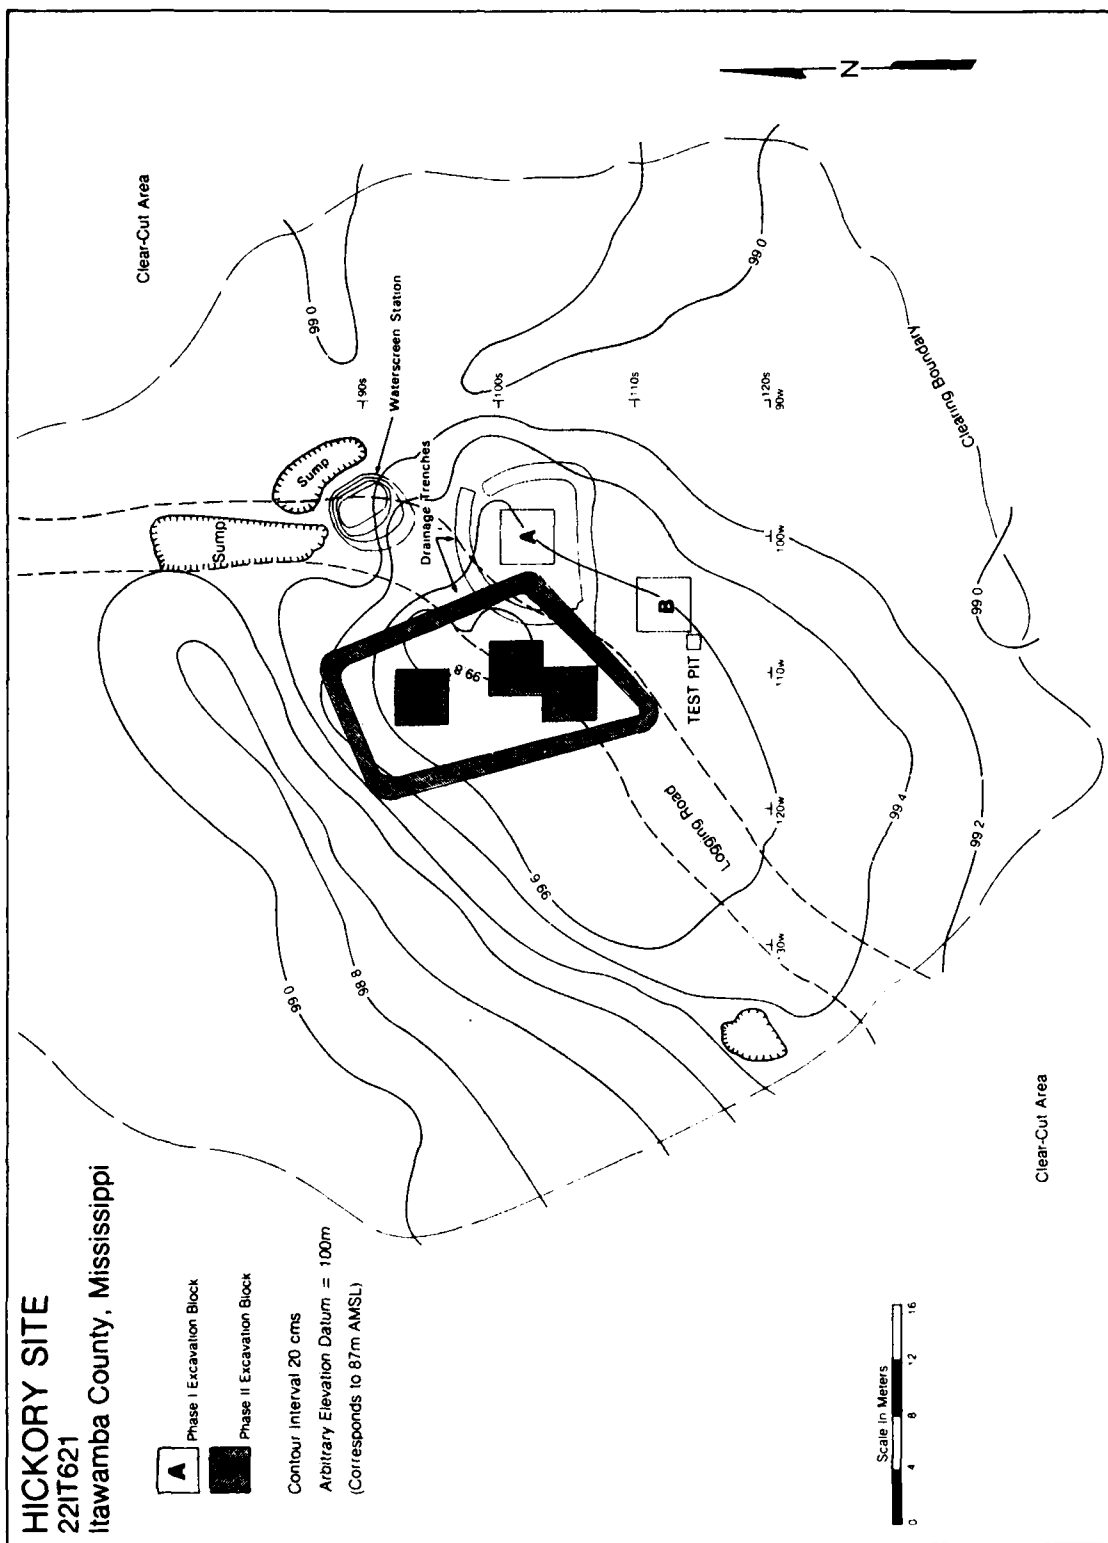 HICKORY SITE
22IT621
Itawamba County, Mississippi
A
Phase I Excavation Block
Phase II Excavation Block
Contour Interval 20 cms
Arbitrary Elevation Datum = 100m
(Corresponds to 87m AMSL)
Scale In Meters
0 4 8 12 16
Clear-Cut Area
Clear-Cut Area
N
Sump
Sump
Waterscreen Station
Drainage Trenches
90s
100s
110s
120s
90w
100w
110w
120w
130w
A
B
TEST PIT
Logging Road
Clearing Boundary
99.0
98.8
99.6
99.8
99.4
99.2
99.0
99.0
99.0